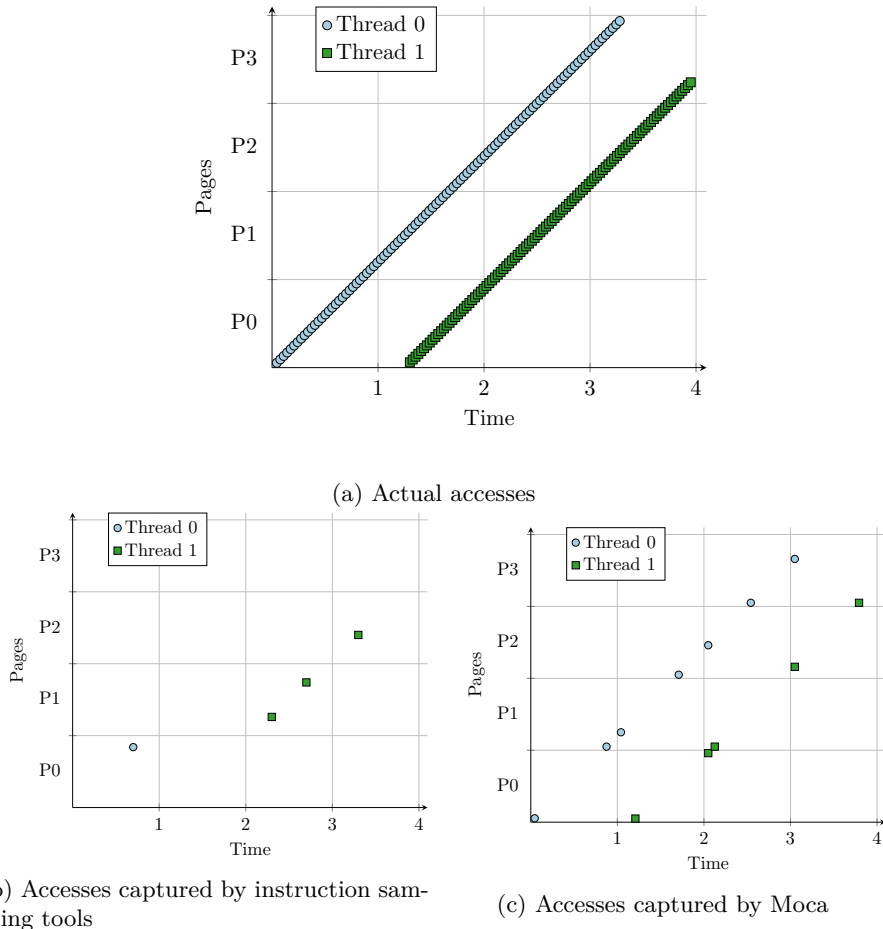 Thread 0
Thread 1
P3
P2
P1
P0
Pages
1 2 3 4
Time
(a) Actual accesses
Thread 0
Thread 1
P3
P2
P1
P0
Pages
1 2 3 4
Time
) Accesses captured by instruction sam-
ing tools
Thread 0
Thread 1
P3
P2
P1
P0
Pages
1 2 3 4
Time
(c) Accesses captured by Moca